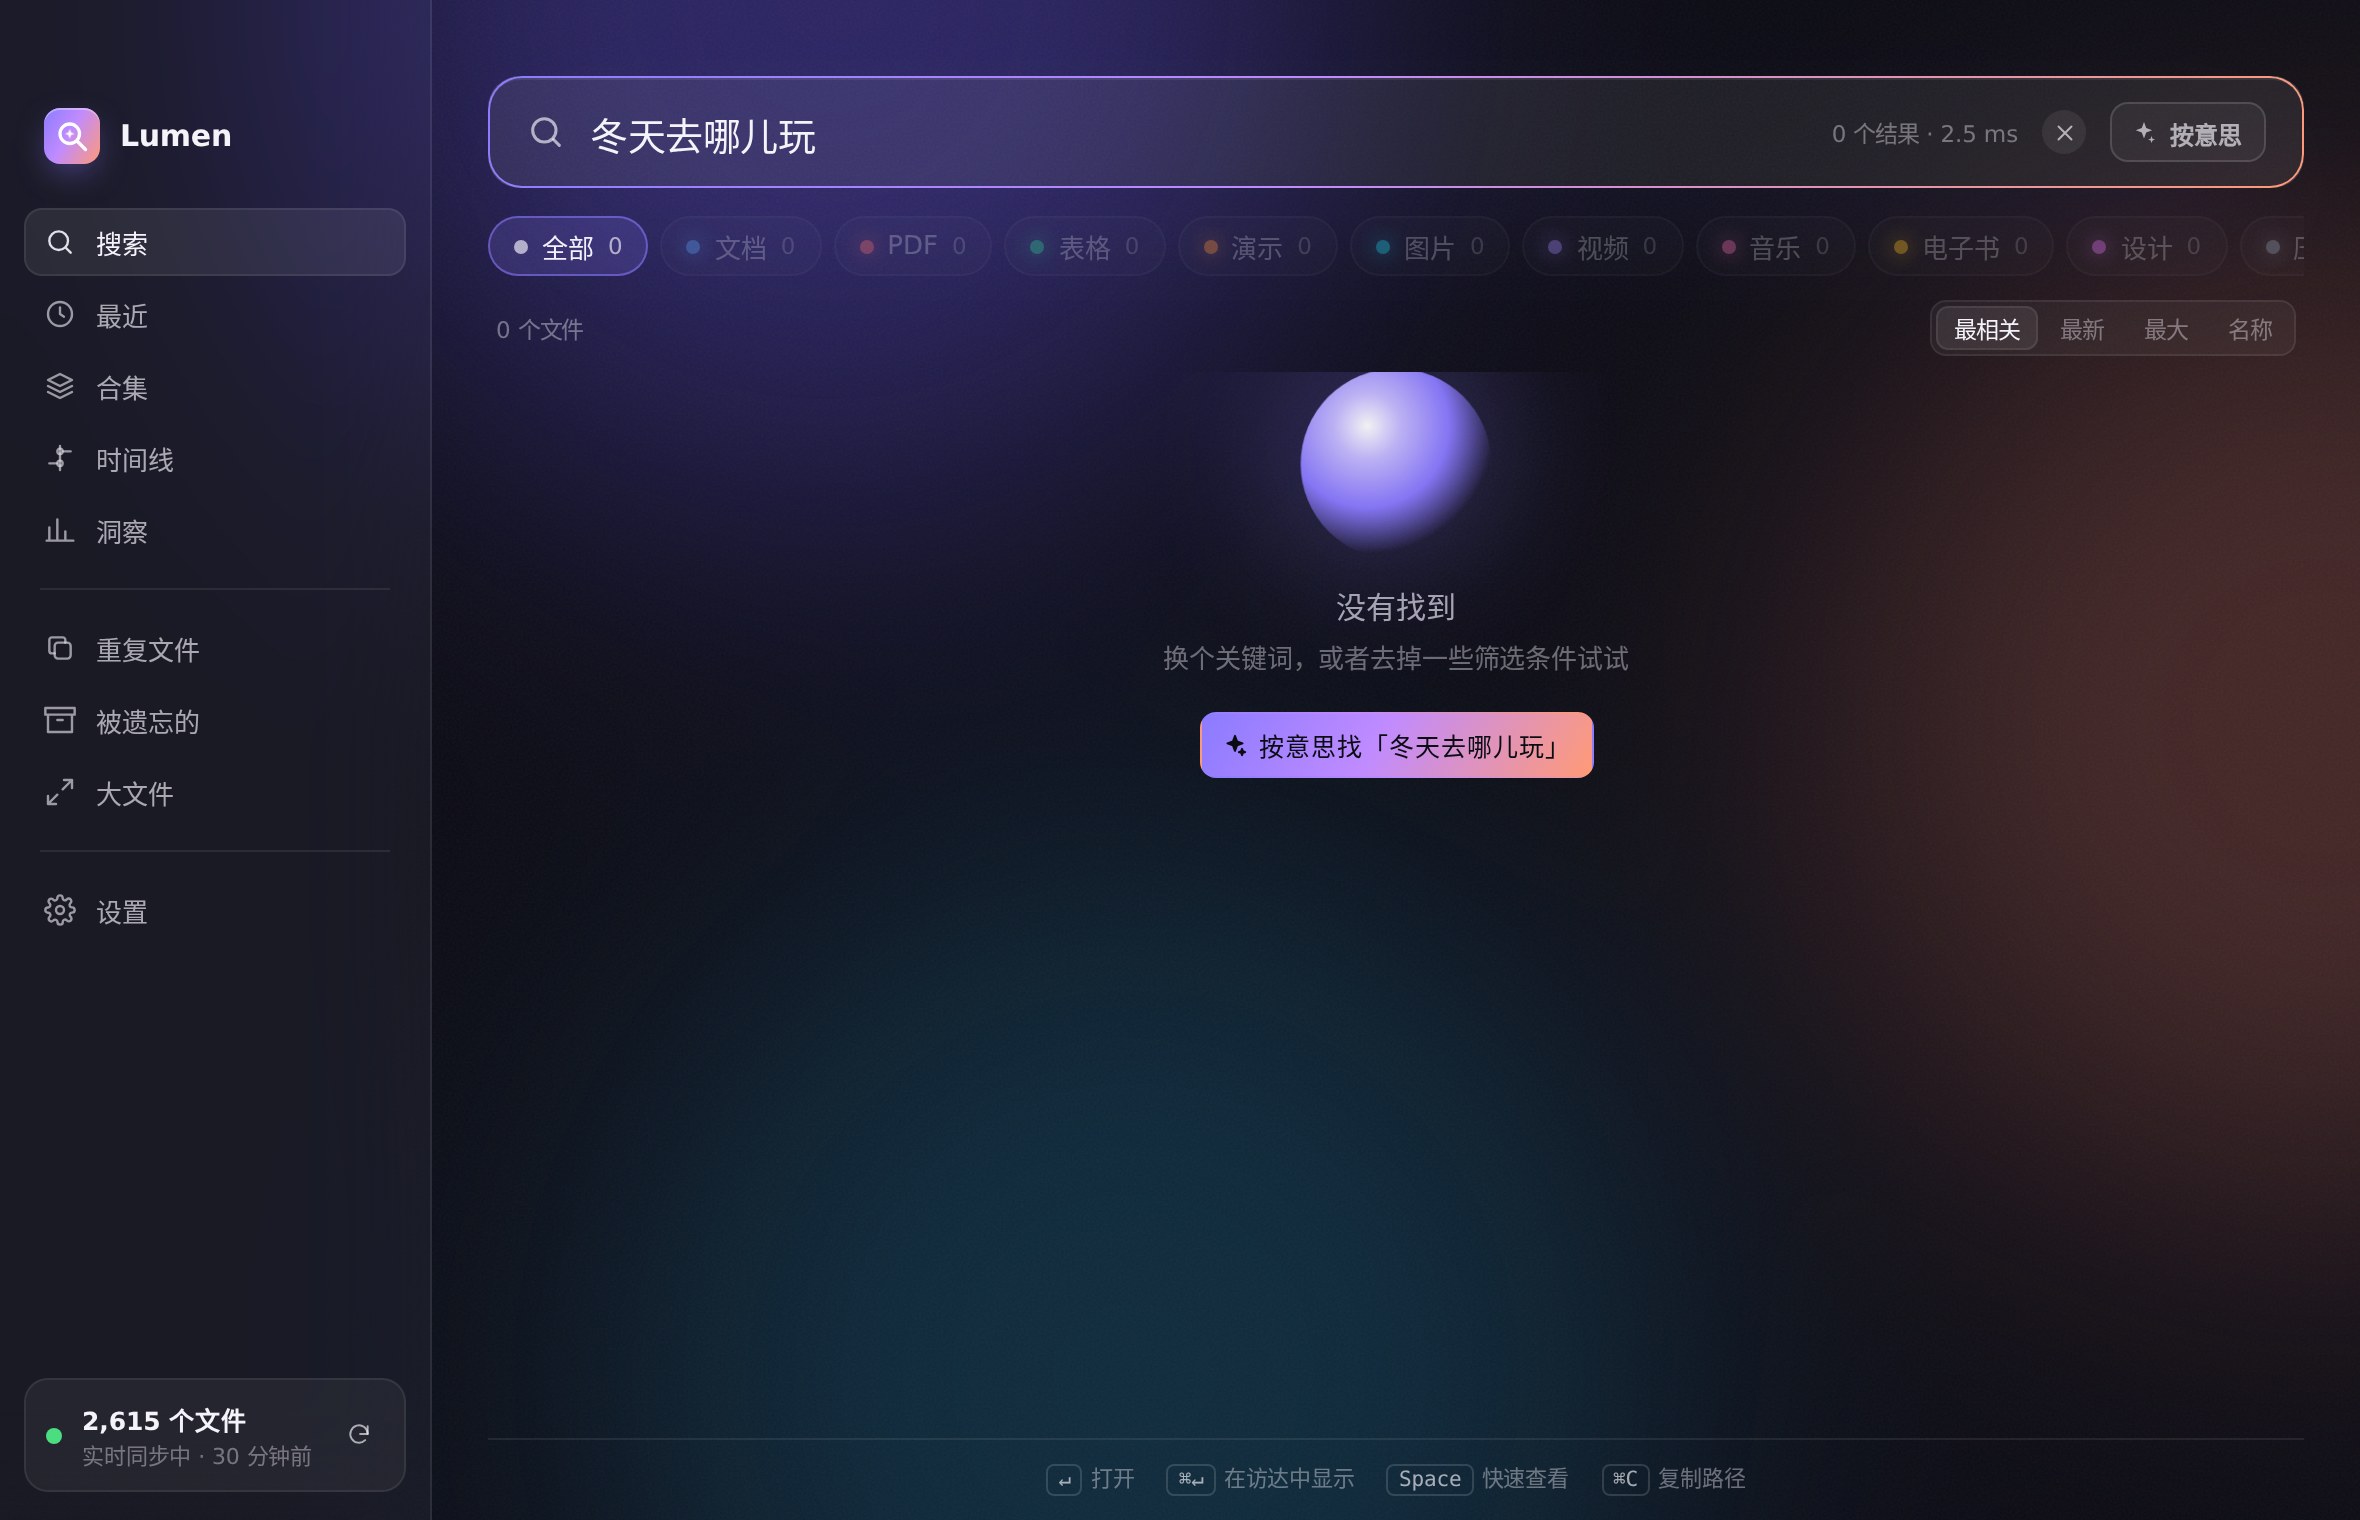 Lumen
搜索
最近
合集
时间线
洞察
重复文件
被遗忘的
大文件
设置
2,615 个文件
实时同步中 · 30 分钟前
冬天去哪儿玩
0 个结果 · 2.5 ms
按意思
全部 0 文档 0 PDF 0 表格 0 演示 0 图片 0 视频 0 音乐 0 电子书 0 设计 0
0 个文件
最相关 最新 最大 名称
没有找到
换个关键词，或者去掉一些筛选条件试试
按意思找「冬天去哪儿玩」
↵ 打开 ⌘↵ 在访达中显示 Space 快速查看 ⌘C 复制路径